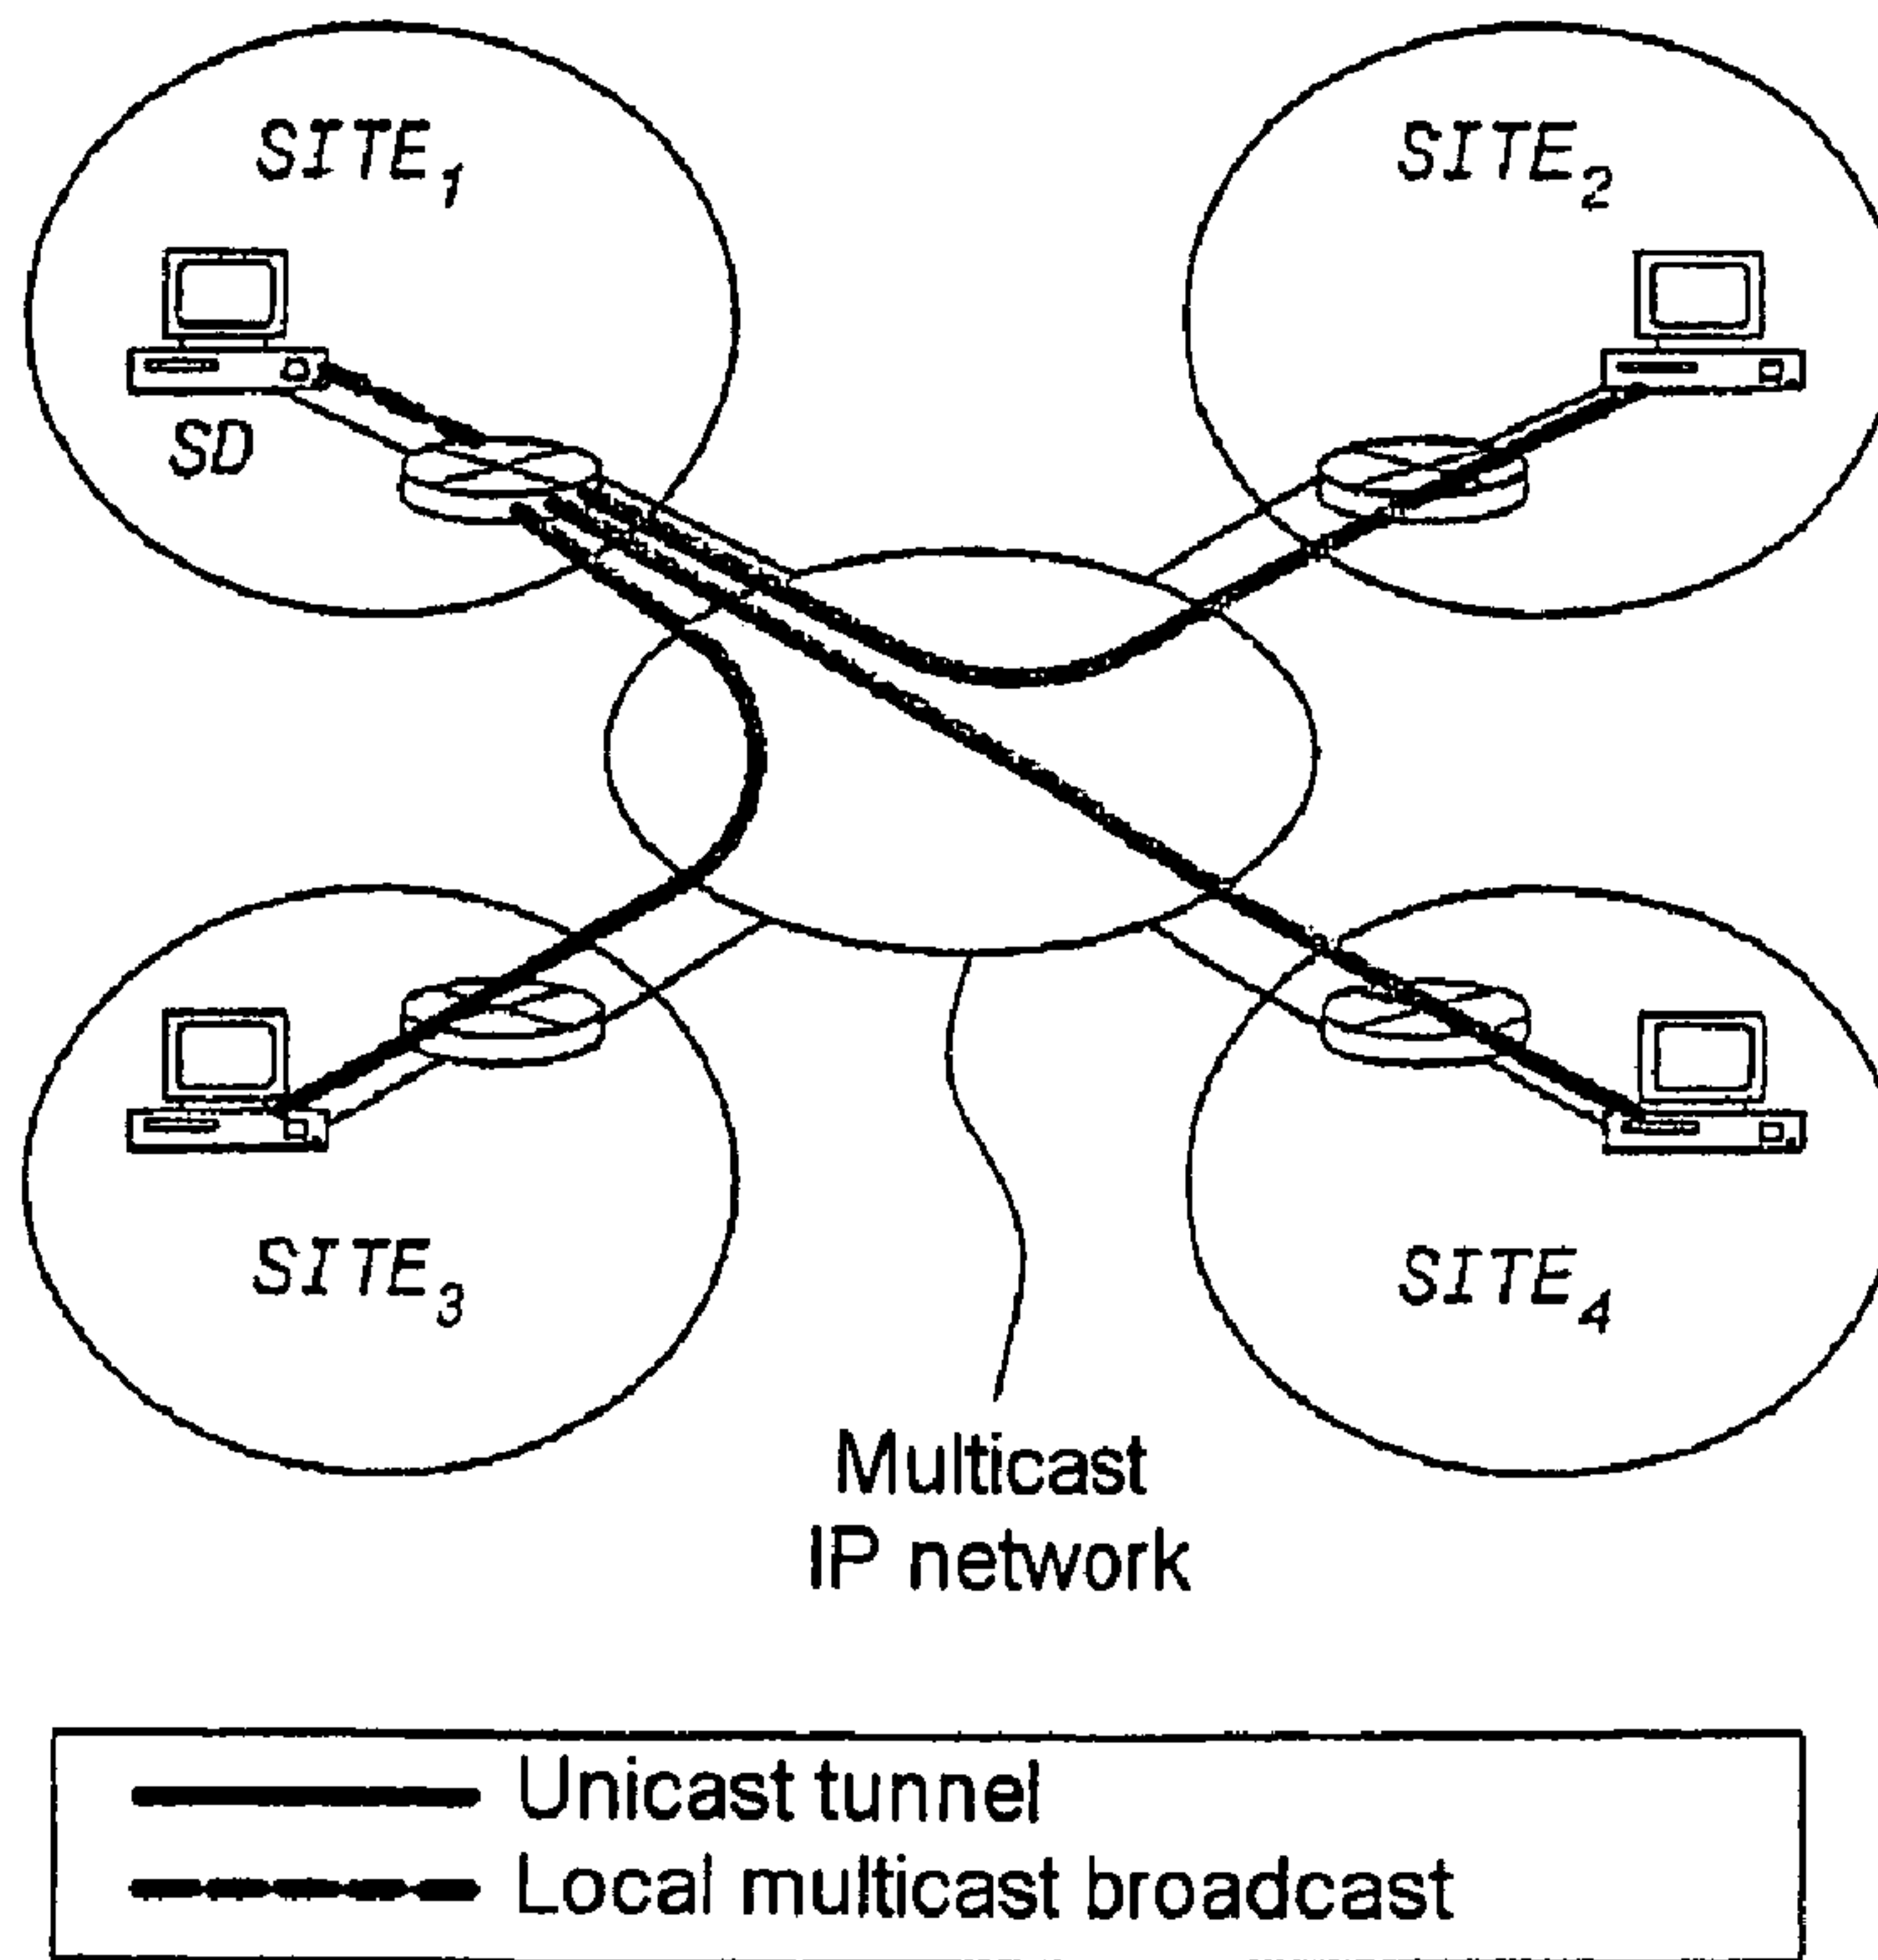 SITE1
SITE2
SD
SITE3
SITE4
Multicast
IP network
Unicast tunnel
Local multicast broadcast